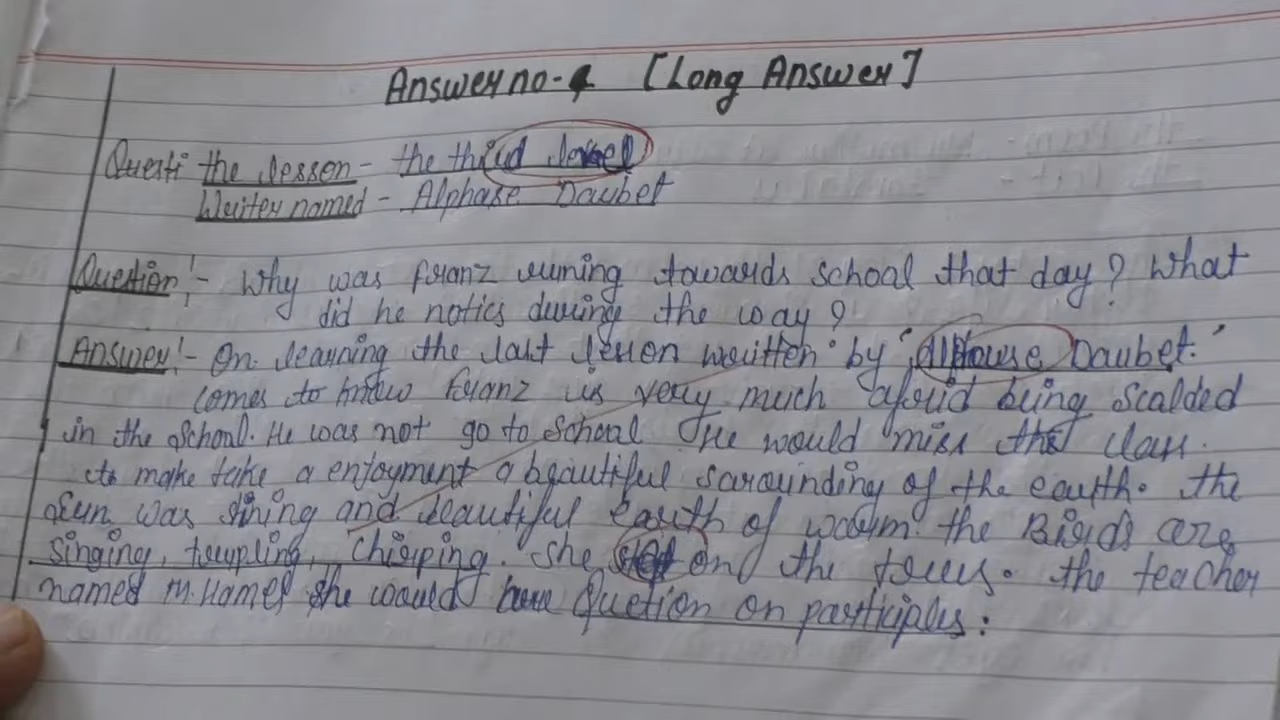 Answer no-4 [Long Answer]
Questi the lesson - the third level
Writer named - Alphase Daubet
Question:- Why was franz runing towards school that day? What
did he notics during the way?
Answer:- On learning the last lesson written by 'Alphouse Daubet.'
comes to know franz is very much afrid being Scalded
in the School. He was not go to School The would miss the class.
to make take a enjoyment a beautiful sarounding of the earth. the
Sun was shining and beautiful earth of warm. the Birds are
Singing, twepling, Chirping. She on the trees. the teacher
named M. Hamel she would have Quetion on participles.